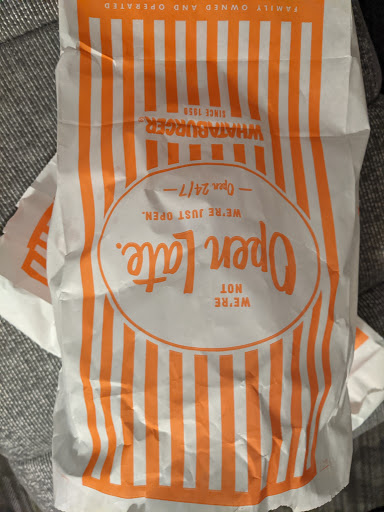 FAMILY OWNED AND OPERATED
WE'RE
NOT
Open Late.
WE'RE JUST OPEN.
— Open 24/7 —
WHATABURGER
SINCE 1950